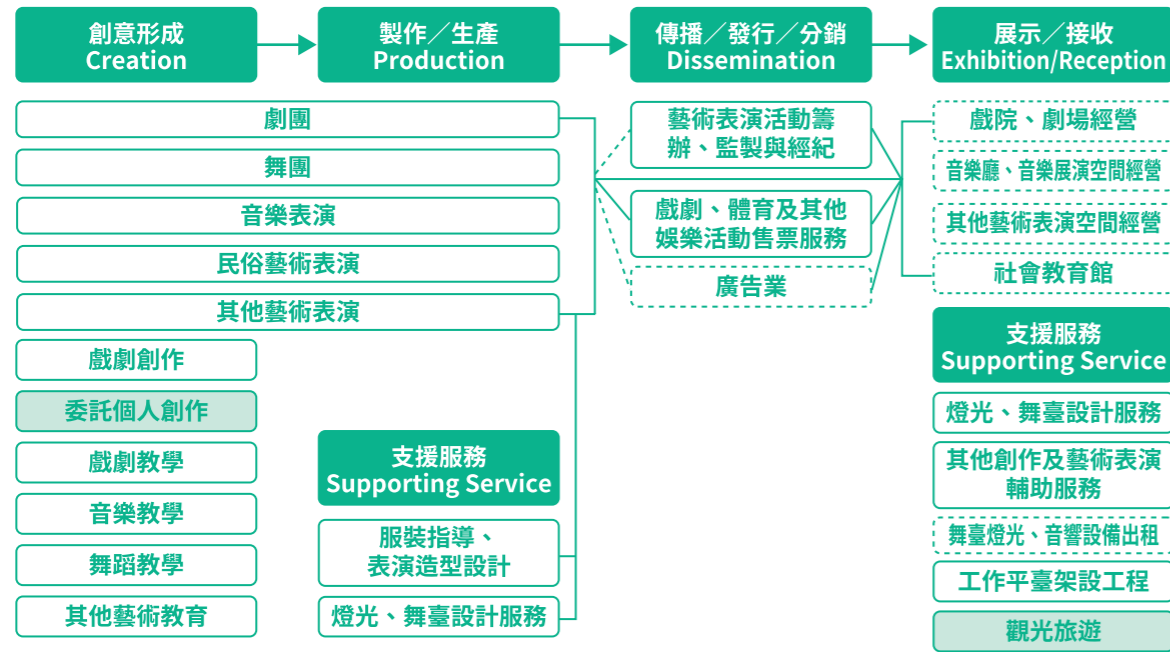 創意形成
Creation
製作／生產
Production
傳播／發行／分銷
Dissemination
展示／接收
Exhibition/Reception
劇團
舞團
音樂表演
民俗藝術表演
其他藝術表演
戲劇創作
委託個人創作
戲劇教學
音樂教學
舞蹈教學
其他藝術教育
支援服務
Supporting Service
服裝指導、
表演造型設計
燈光、舞臺設計服務
藝術表演活動籌
辦、監製與經紀
戲劇、體育及其他
娛樂活動售票服務
廣告業
戲院、劇場經營
音樂廳、音樂展演空間經營
其他藝術表演空間經營
社會教育館
支援服務
Supporting Service
燈光、舞臺設計服務
其他創作及藝術表演
輔助服務
舞臺燈光、音響設備出租
工作平臺架設工程
觀光旅遊